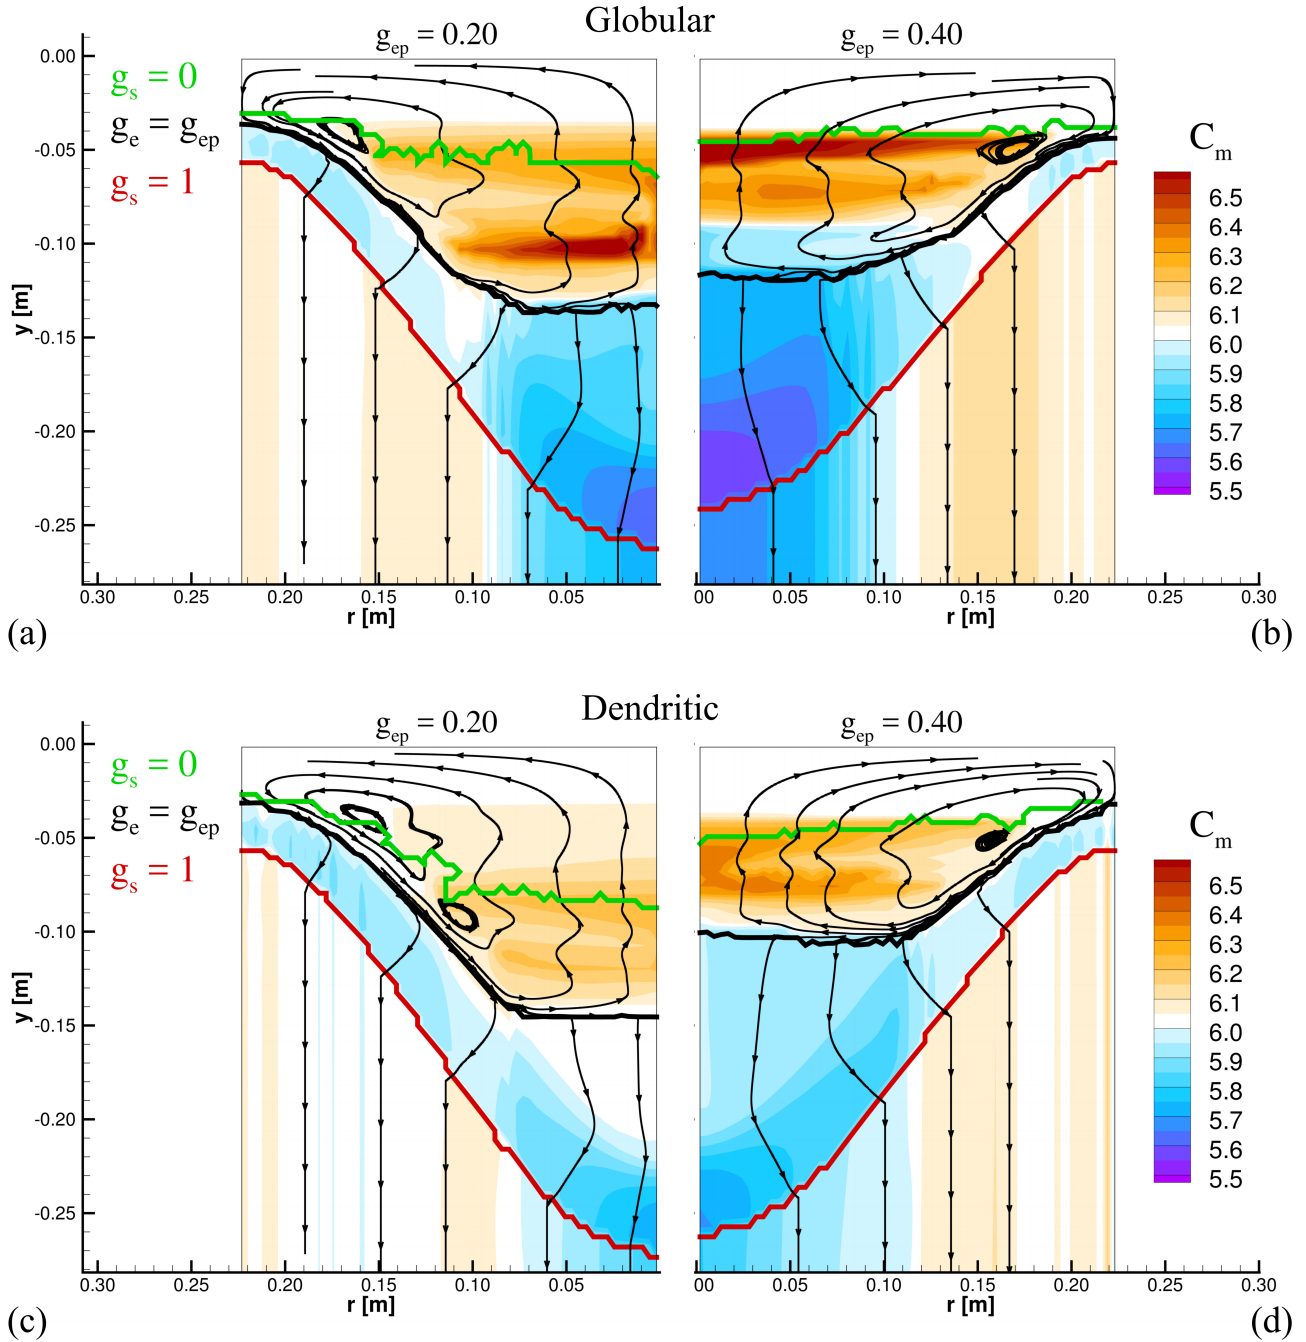 Globular
g_ep = 0.20
g_ep = 0.40
0.00
-0.05
-0.10
-0.15
-0.20
-0.25
y [m]
g_s = 0
g_e = g_ep
g_s = 1
C_m
6.5
6.4
6.3
6.2
6.1
6.0
5.9
5.8
5.7
5.6
5.5
0.30
0.20
0.15
0.10
0.05
00
0.05
0.10
0.15
0.20
0.25
0.30
r [m]
r [m]
(a)
(b)
Dendritic
g_ep = 0.20
g_ep = 0.40
0.00
-0.05
-0.10
-0.15
-0.20
-0.25
y [m]
g_s = 0
g_e = g_ep
g_s = 1
C_m
6.5
6.4
6.3
6.2
6.1
6.0
5.9
5.8
5.7
5.6
5.5
0.30
0.20
0.15
0.10
0.05
00
0.05
0.10
0.15
0.20
0.25
0.30
r [m]
r [m]
(c)
(d)